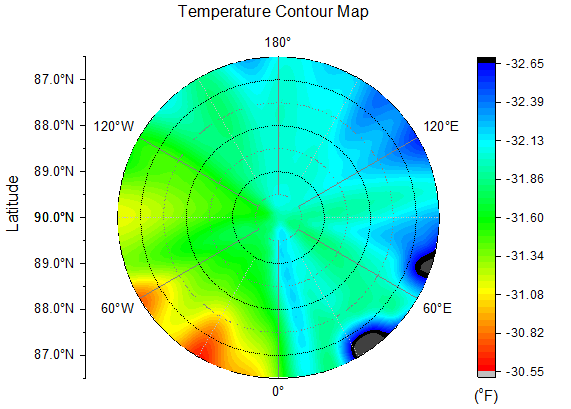 Temperature Contour Map
180°
87.0°N
88.0°N
89.0°N
90.0°N
89.0°N
88.0°N
87.0°N
Latitude
120°W
120°E
60°W
60°E
0°
-32.65
-32.39
-32.13
-31.86
-31.60
-31.34
-31.08
-30.82
-30.55
(°F)